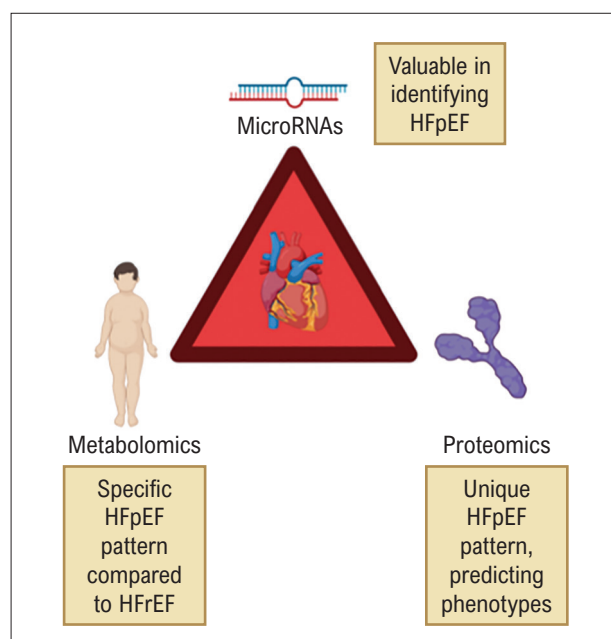 MicroRNAs
Valuable in
identifying
HFpEF
Metabolomics
Specific
HFpEF
pattern
compared
to HFrEF
Proteomics
Unique
HFpEF
pattern,
predicting
phenotypes